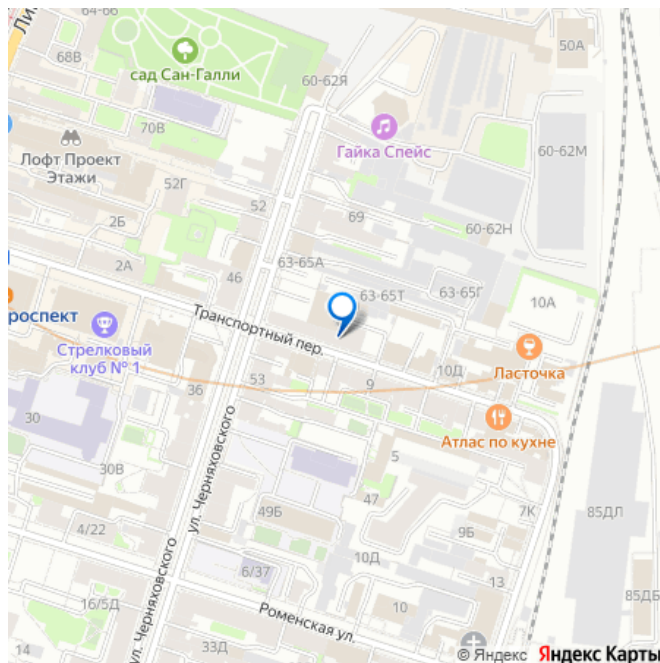 64-66
Ли
68В
сад Сан-Галли
60-62Я
50А
70В
Гайка Спейс
60-62М
Лофт Проект
Этажи
52Г
52
69
2Б
60-62Н
2А
46
63-65А
63-65Т
63-65Г
10А
роспект
Транспортный пер.
Стрелковый
клуб № 1
Ласточка
36
53
9
10Д
30
Атлас по кухне
ул. Черняховского
5
30В
47
7К
49Б
85ДЛ
4/22
9Б
10Д
6/37
13
16/5Д
10
85ДБ
Роменская ул.
ул. Черняховского
14
33Д
© Яндекс Яндекс Карты